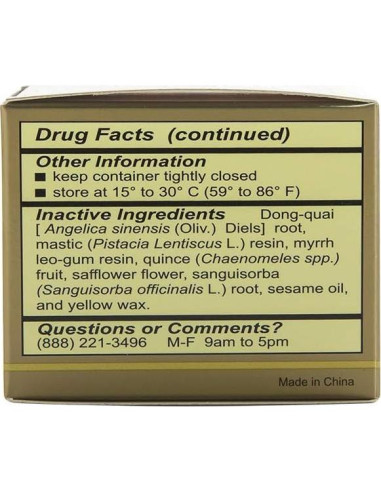 Drug Facts (continued)
Other Information
■ keep container tightly closed
■ store at 15° to 30° C (59° to 86° F)
Inactive Ingredients Dong-quai
[ Angelica sinensis (Oliv.) Diels] root,
mastic (Pistacia Lentiscus L.) resin, myrrh
leo-gum resin, quince (Chaenomeles spp.)
fruit, safflower flower, sanguisorba
(Sanguisorba officinalis L.) root, sesame oil,
and yellow wax.
Questions or Comments?
(888) 221-3496 M-F 9am to 5pm
Made in China